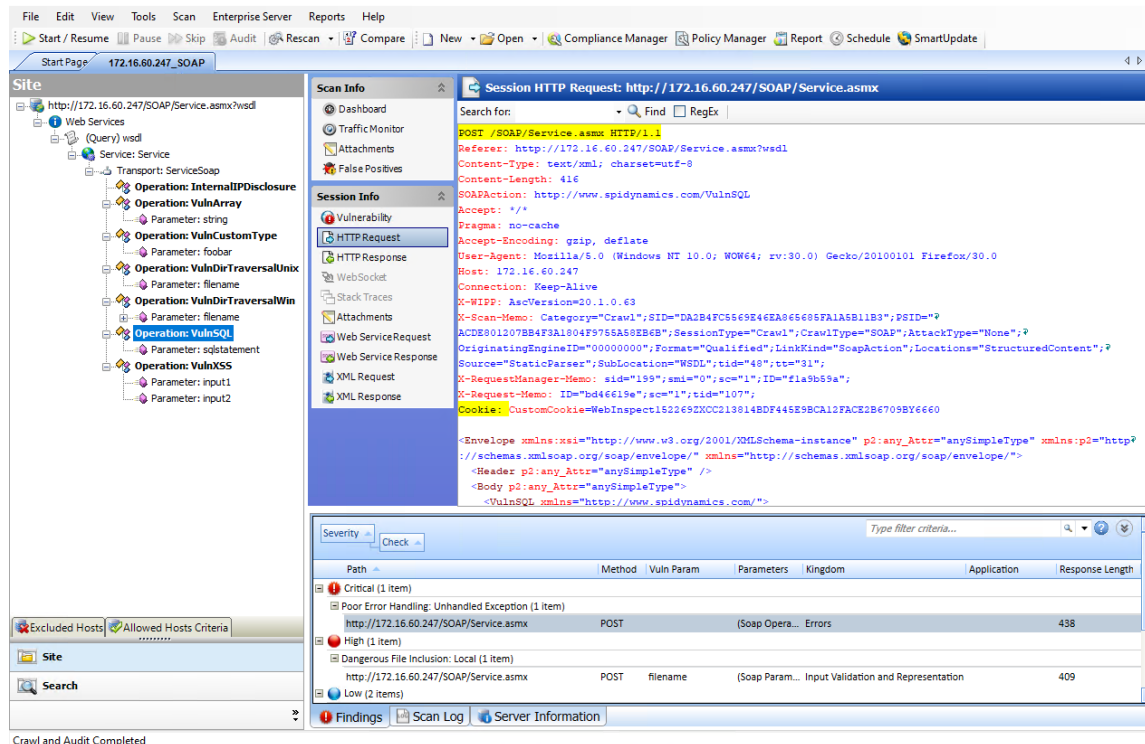 File Edit View Tools Scan Enterprise Server Reports Help
Start / Resume Pause Skip Audit Rescan Compare New Open Compliance Manager Policy Manager Report Schedule SmartUpdate
Start Page 172.16.60.247_SOAP
Site
http://172.16.60.247/SOAP/Service.asmx?wsdl
Web Services
(Query) wsdl
Service: Service
Transport: ServiceSoap
Operation: InternalIPDisclosure
Operation: VulnArray
Parameter: string
Operation: VulnCustomType
Parameter: foobar
Operation: VulnDirTraversalUnix
Parameter: filename
Operation: VulnDirTraversalWin
Parameter: filename
Operation: VulnSQL
Parameter: sqlstatement
Operation: VulnXSS
Parameter: input1
Parameter: input2
Excluded Hosts Allowed Hosts Criteria
Site
Search
Scan Info
Dashboard
Traffic Monitor
Attachments
False Positives
Session Info
Vulnerability
HTTP Request
HTTP Response
WebSocket
Stack Traces
Attachments
Web Service Request
Web Service Response
XML Request
XML Response
Session HTTP Request: http://172.16.60.247/SOAP/Service.asmx
Search for: Find RegEx
POST /SOAP/Service.asmx HTTP/1.1
Referer: http://172.16.60.247/SOAP/Service.asmx?wsdl
Content-Type: text/xml; charset=utf-8
Content-Length: 416
SOAPAction: http://www.spidynamics.com/VulnSQL
Accept: */*
Pragma: no-cache
Accept-Encoding: gzip, deflate
User-Agent: Mozilla/5.0 (Windows NT 10.0; WOW64; rv:30.0) Gecko/20100101 Firefox/30.0
Host: 172.16.60.247
Connection: Keep-Alive
X-WIPP: AscVersion=20.1.0.63
X-Scan-Memo: Category="Crawl";SID="DA2B4FC5569E46EA865685FA1A5B11B3";PSID="
ACDE801207BB4F3A1804F9755A58EB6B";SessionType="Crawl";CrawlType="SOAP";AttackType="None";
OriginatingEngineID="00000000";Format="Qualified";LinkKind="SoapAction";Locations="StructuredContent";
Source="StaticParser";SubLocation="WSDL";tid="48";tt="31";
X-RequestManager-Memo: sid="199";smi="0";sc="1";ID="f1a9b59a";
X-Request-Memo: ID="bd46619e";sc="1";tid="107";
Cookie: CustomCookie=WebInspect152269ZXCC213814BDF445E9BCA12FACE2B6709BY6660
<Envelope xmlns:xsi="http://www.w3.org/2001/XMLSchema-instance" p2:any_Attr="anySimpleType" xmlns:p2="http
://schemas.xmlsoap.org/soap/envelope/" xmlns="http://schemas.xmlsoap.org/soap/envelope/">
<Header p2:any_Attr="anySimpleType" />
<Body p2:any_Attr="anySimpleType">
<VulnSQL xmlns="http://www.spidynamics.com/">
Severity
Check
Type filter criteria...
Path Method Vuln Param Parameters Kingdom Application Response Length
Critical (1 item)
Poor Error Handling: Unhandled Exception (1 item)
http://172.16.60.247/SOAP/Service.asmx POST (Soap Opera... Errors 438
High (1 item)
Dangerous File Inclusion: Local (1 item)
http://172.16.60.247/SOAP/Service.asmx POST filename (Soap Param... Input Validation and Representation 409
Low (2 items)
Findings Scan Log Server Information
Crawl and Audit Completed